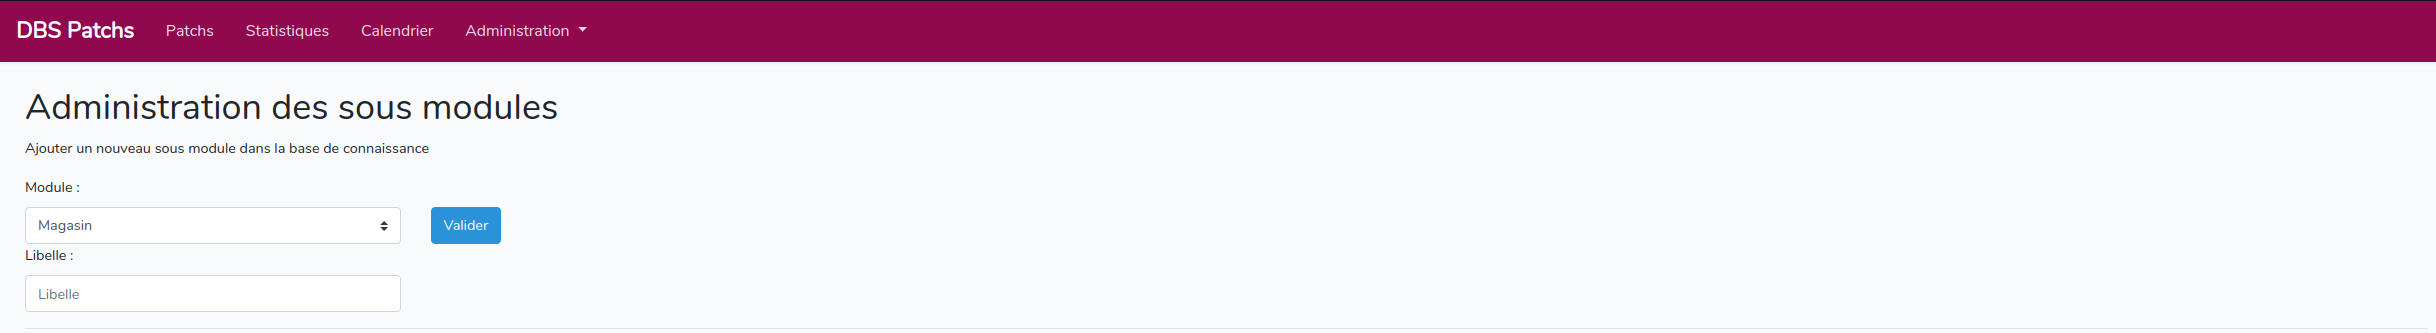 DBS Patchs Patchs Statistiques Calendrier Administration
Administration des sous modules
Ajouter un nouveau sous module dans la base de connaissance
Module :
Magasin Valider
Libelle :
Libelle